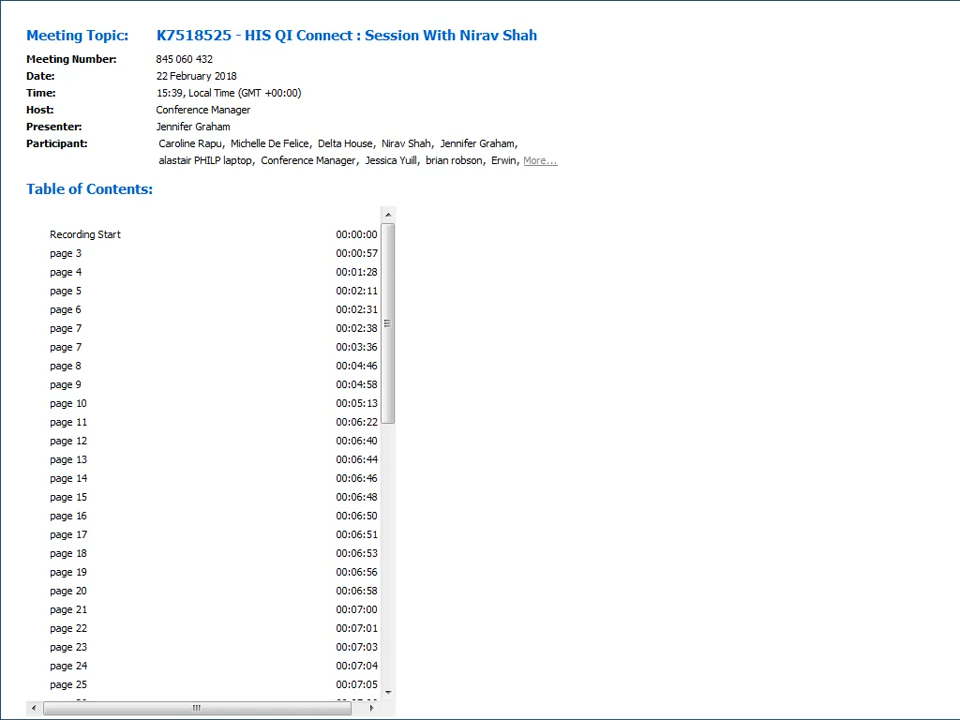 Meeting Topic: K7518525 - HIS QI Connect : Session With Nirav Shah
Meeting Number: 845 060 432
Date: 22 February 2018
Time: 15:39, Local Time (GMT +00:00)
Host: Conference Manager
Presenter: Jennifer Graham
Participant: Caroline Rapu, Michelle De Felice, Delta House, Nirav Shah, Jennifer Graham,
alastair PHILP laptop, Conference Manager, Jessica Yuill, brian robson, Erwin, More...
Table of Contents:
Recording Start 00:00:00
page 3 00:00:57
page 4 00:01:28
page 5 00:02:11
page 6 00:02:31
page 7 00:02:38
page 7 00:03:36
page 8 00:04:46
page 9 00:04:58
page 10 00:05:13
page 11 00:06:22
page 12 00:06:40
page 13 00:06:44
page 14 00:06:46
page 15 00:06:48
page 16 00:06:50
page 17 00:06:51
page 18 00:06:53
page 19 00:06:56
page 20 00:06:58
page 21 00:07:00
page 22 00:07:01
page 23 00:07:03
page 24 00:07:04
page 25 00:07:05